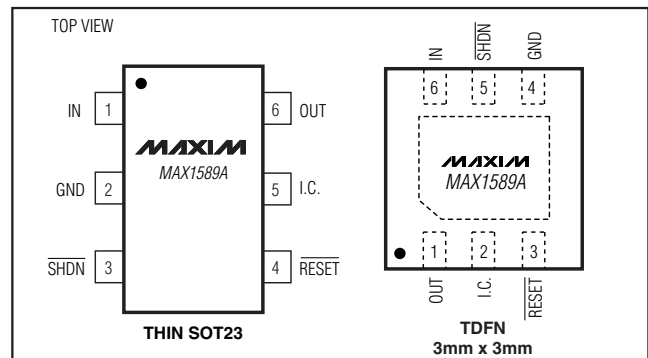 TOP VIEW
IN 1
6 OUT
MAXIM
MAX1589A
GND 2
5 I.C.
SHDN 3
4 RESET
THIN SOT23
IN
SHDN
GND
6
5
4
MAXIM
MAX1589A
1
2
3
OUT
I.C.
RESET
TDFN
3mm x 3mm